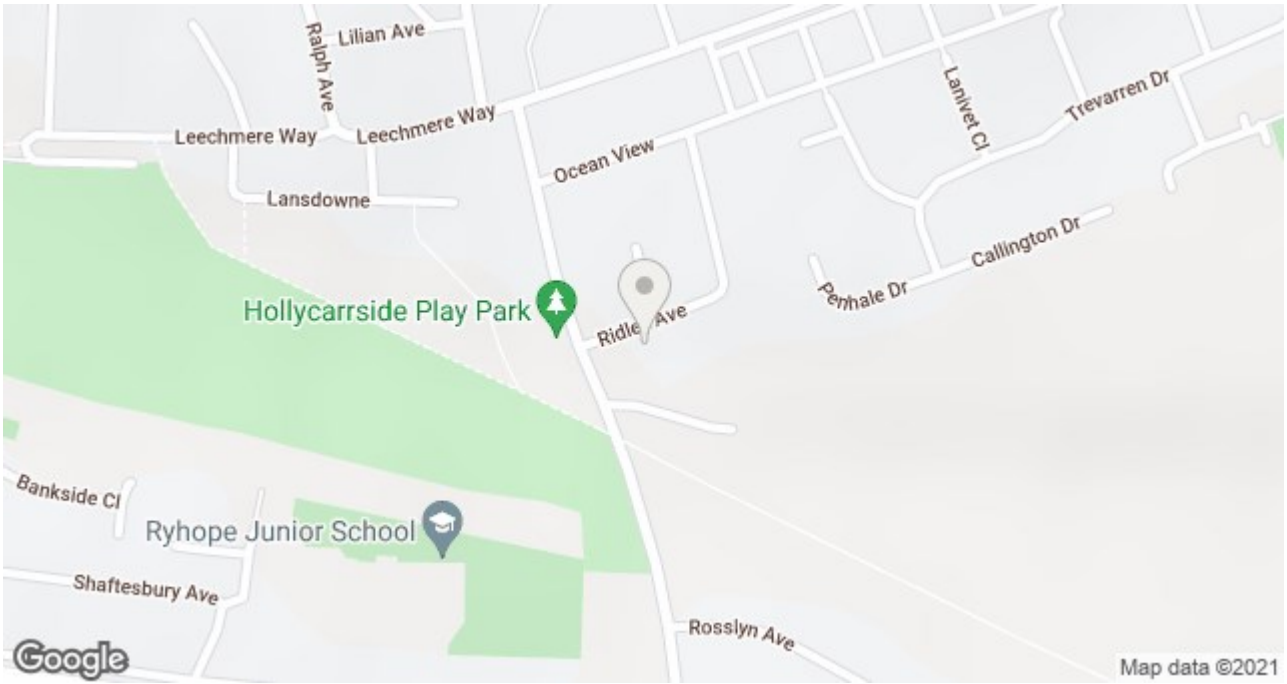 Lilian Ave
Ralph Ave
Leechmere Way
Leechmere Way
Lanivet Cl
Trevarren Dr
Ocean View
Lansdowne
Callington Dr
Penhale Dr
Hollycarrside Play Park
Ridley Ave
Bankside Cl
Ryhope Junior School
Shaftesbury Ave
Rosslyn Ave
Google
Map data ©2021